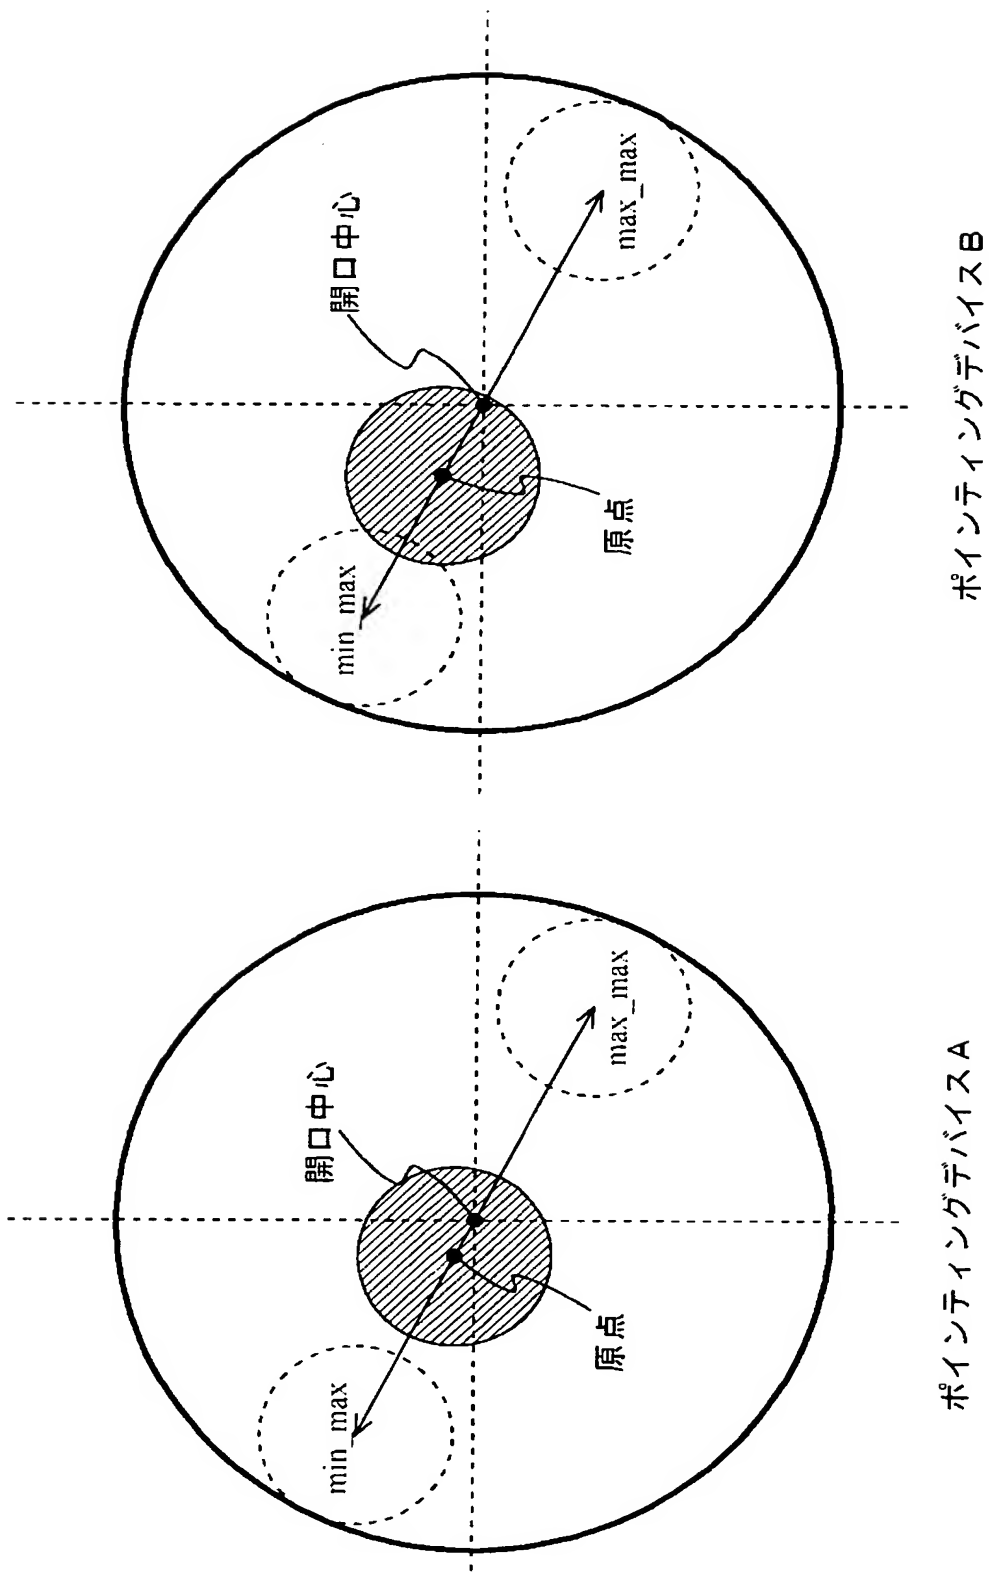 開口中心
min_max
max_max
原点
ポインティングデバイスA
開口中心
min_max
max_max
原点
ポインティングデバイスB